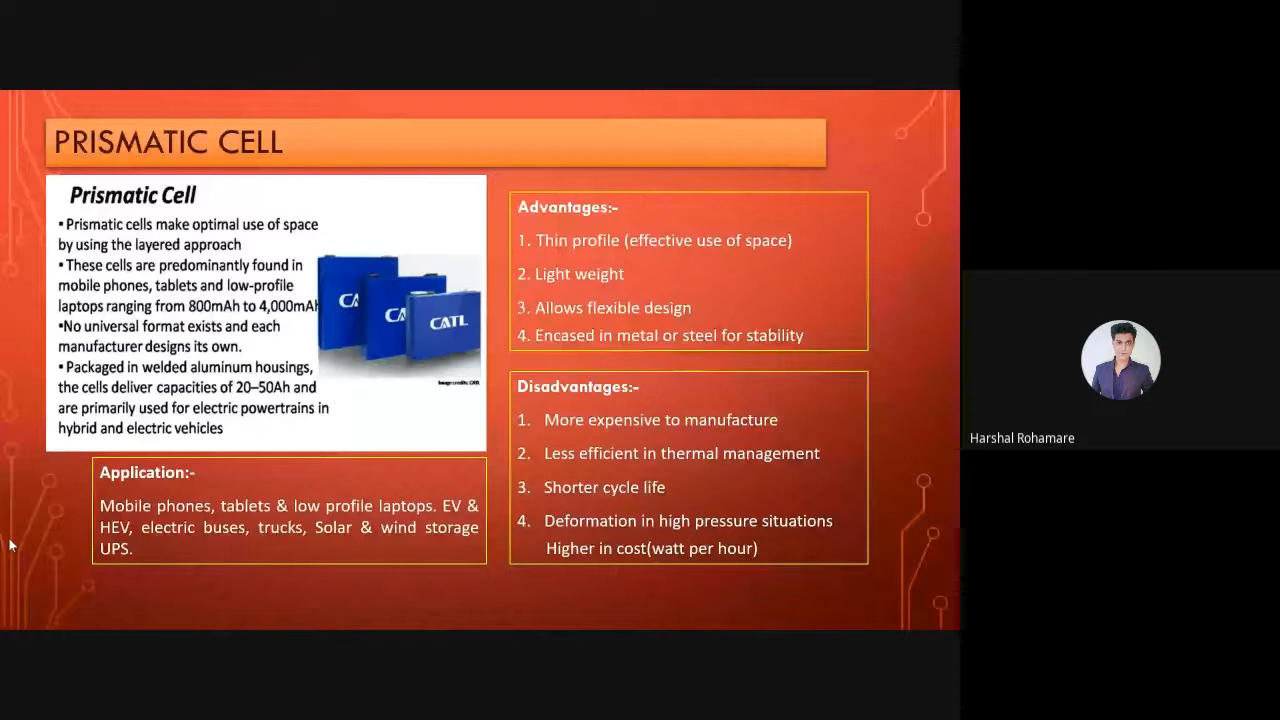 PRISMATIC CELL
Prismatic Cell
•Prismatic cells make optimal use of space
by using the layered approach
•These cells are predominantly found in
mobile phones, tablets and low-profile
laptops ranging from 800mAh to 4,000mAh
•No universal format exists and each
manufacturer designs its own.
•Packaged in welded aluminum housings,
the cells deliver capacities of 20–50Ah and
are primarily used for electric powertrains in
hybrid and electric vehicles
CA
CA
CATL
Image credits: CATL
Application:-
Mobile phones, tablets & low profile laptops. EV &
HEV, electric buses, trucks, Solar & wind storage
UPS.
Advantages:-
1. Thin profile (effective use of space)
2. Light weight
3. Allows flexible design
4. Encased in metal or steel for stability
Disadvantages:-
1. More expensive to manufacture
2. Less efficient in thermal management
3. Shorter cycle life
4. Deformation in high pressure situations
Higher in cost(watt per hour)
Harshal Rohamare